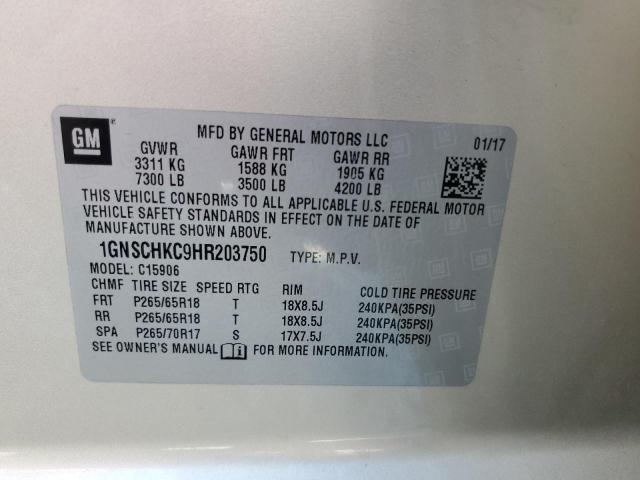 GM
MFD BY GENERAL MOTORS LLC 01/17
GVWR GAWR FRT GAWR RR
3311 KG 1588 KG 1905 KG
7300 LB 3500 LB 4200 LB
THIS VEHICLE CONFORMS TO ALL APPLICABLE U.S. FEDERAL MOTOR
VEHICLE SAFETY STANDARDS IN EFFECT ON THE DATE OF
MANUFACTURE SHOWN ABOVE.
1GNSCHKC9HR203750 TYPE: M.P.V.
MODEL: C15906
CHMF TIRE SIZE SPEED RTG RIM COLD TIRE PRESSURE
FRT P265/65R18 T 18X8.5J 240KPA(35PSI)
RR P265/65R18 T 18X8.5J 240KPA(35PSI)
SPA P265/70R17 S 17X7.5J 240KPA(35PSI)
SEE OWNER'S MANUAL FOR MORE INFORMATION.